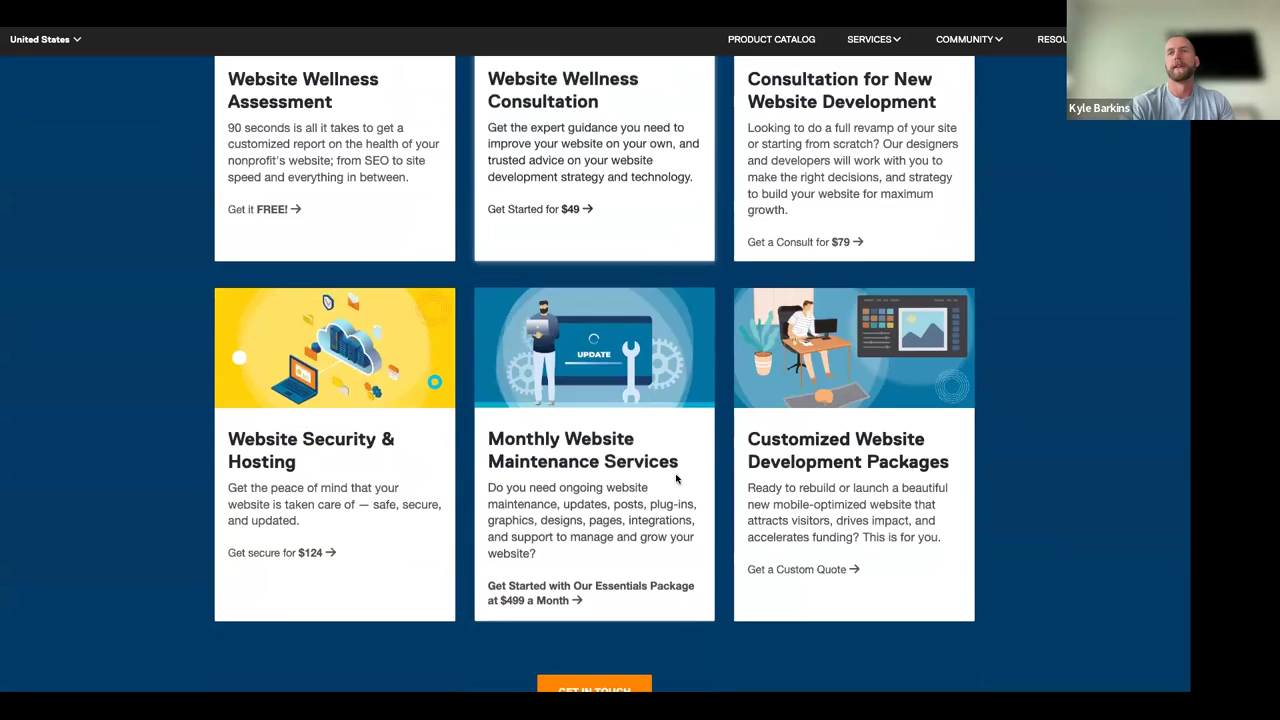 United States
PRODUCT CATALOG
SERVICES
COMMUNITY
Kyle Barkins
Website Wellness
Assessment
90 seconds is all it takes to get a
customized report on the health of your
nonprofit's website; from SEO to site
speed and everything in between.
Get it FREE! →
Website Wellness
Consultation
Get the expert guidance you need to
improve your website on your own, and
trusted advice on your website
development strategy and technology.
Get Started for $49 →
Consultation for New
Website Development
Looking to do a full revamp of your site
or starting from scratch? Our designers
and developers will work with you to
make the right decisions, and strategy
to build your website for maximum
growth.
Get a Consult for $79 →
Website Security &
Hosting
Get the peace of mind that your
website is taken care of — safe, secure,
and updated.
Get secure for $124 →
UPDATE
Monthly Website
Maintenance Services
Do you need ongoing website
maintenance, updates, posts, plug-ins,
graphics, designs, pages, integrations,
and support to manage and grow your
website?
Get Started with Our Essentials Package
at $499 a Month →
Customized Website
Development Packages
Ready to rebuild or launch a beautiful
new mobile-optimized website that
attracts visitors, drives impact, and
accelerates funding? This is for you.
Get a Custom Quote →
GET IN TOUCH